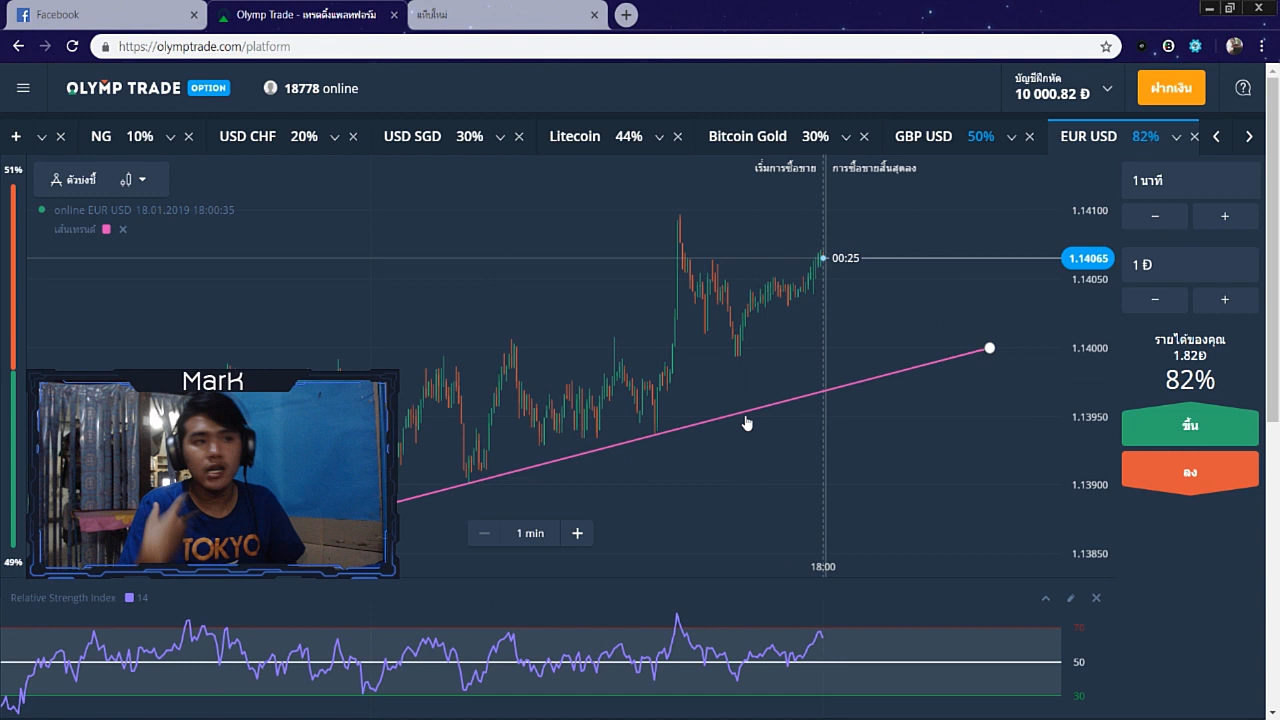 Facebook
Olymp Trade - เทรดดิ้งแพลทฟอร์ม
แท็บใหม่
https://olymptrade.com/platform
OLYMP TRADE OPTION
18778 online
บัญชีฝึกหัด
10 000.82 Đ
ฝากเงิน
NG 10%
USD CHF 20%
USD SGD 30%
Litecoin 44%
Bitcoin Gold 30%
GBP USD 50%
EUR USD 82%
51%
ตัวบ่งชี้
เริ่มการซื้อขาย
การซื้อขายสิ้นสุดลง
online EUR USD 18.01.2019 18:00:35
เส้นเทรนด์
1.14100
1.14065
00:25
1.14050
1.14000
1.13950
1.13900
1.13850
1 นาที
− +
1 Đ
− +
รายได้ของคุณ
1.82Đ
82%
ขึ้น
ลง
MarK
TOKYO
− 1 min +
49%
18:00
Relative Strength Index 14
70
50
30